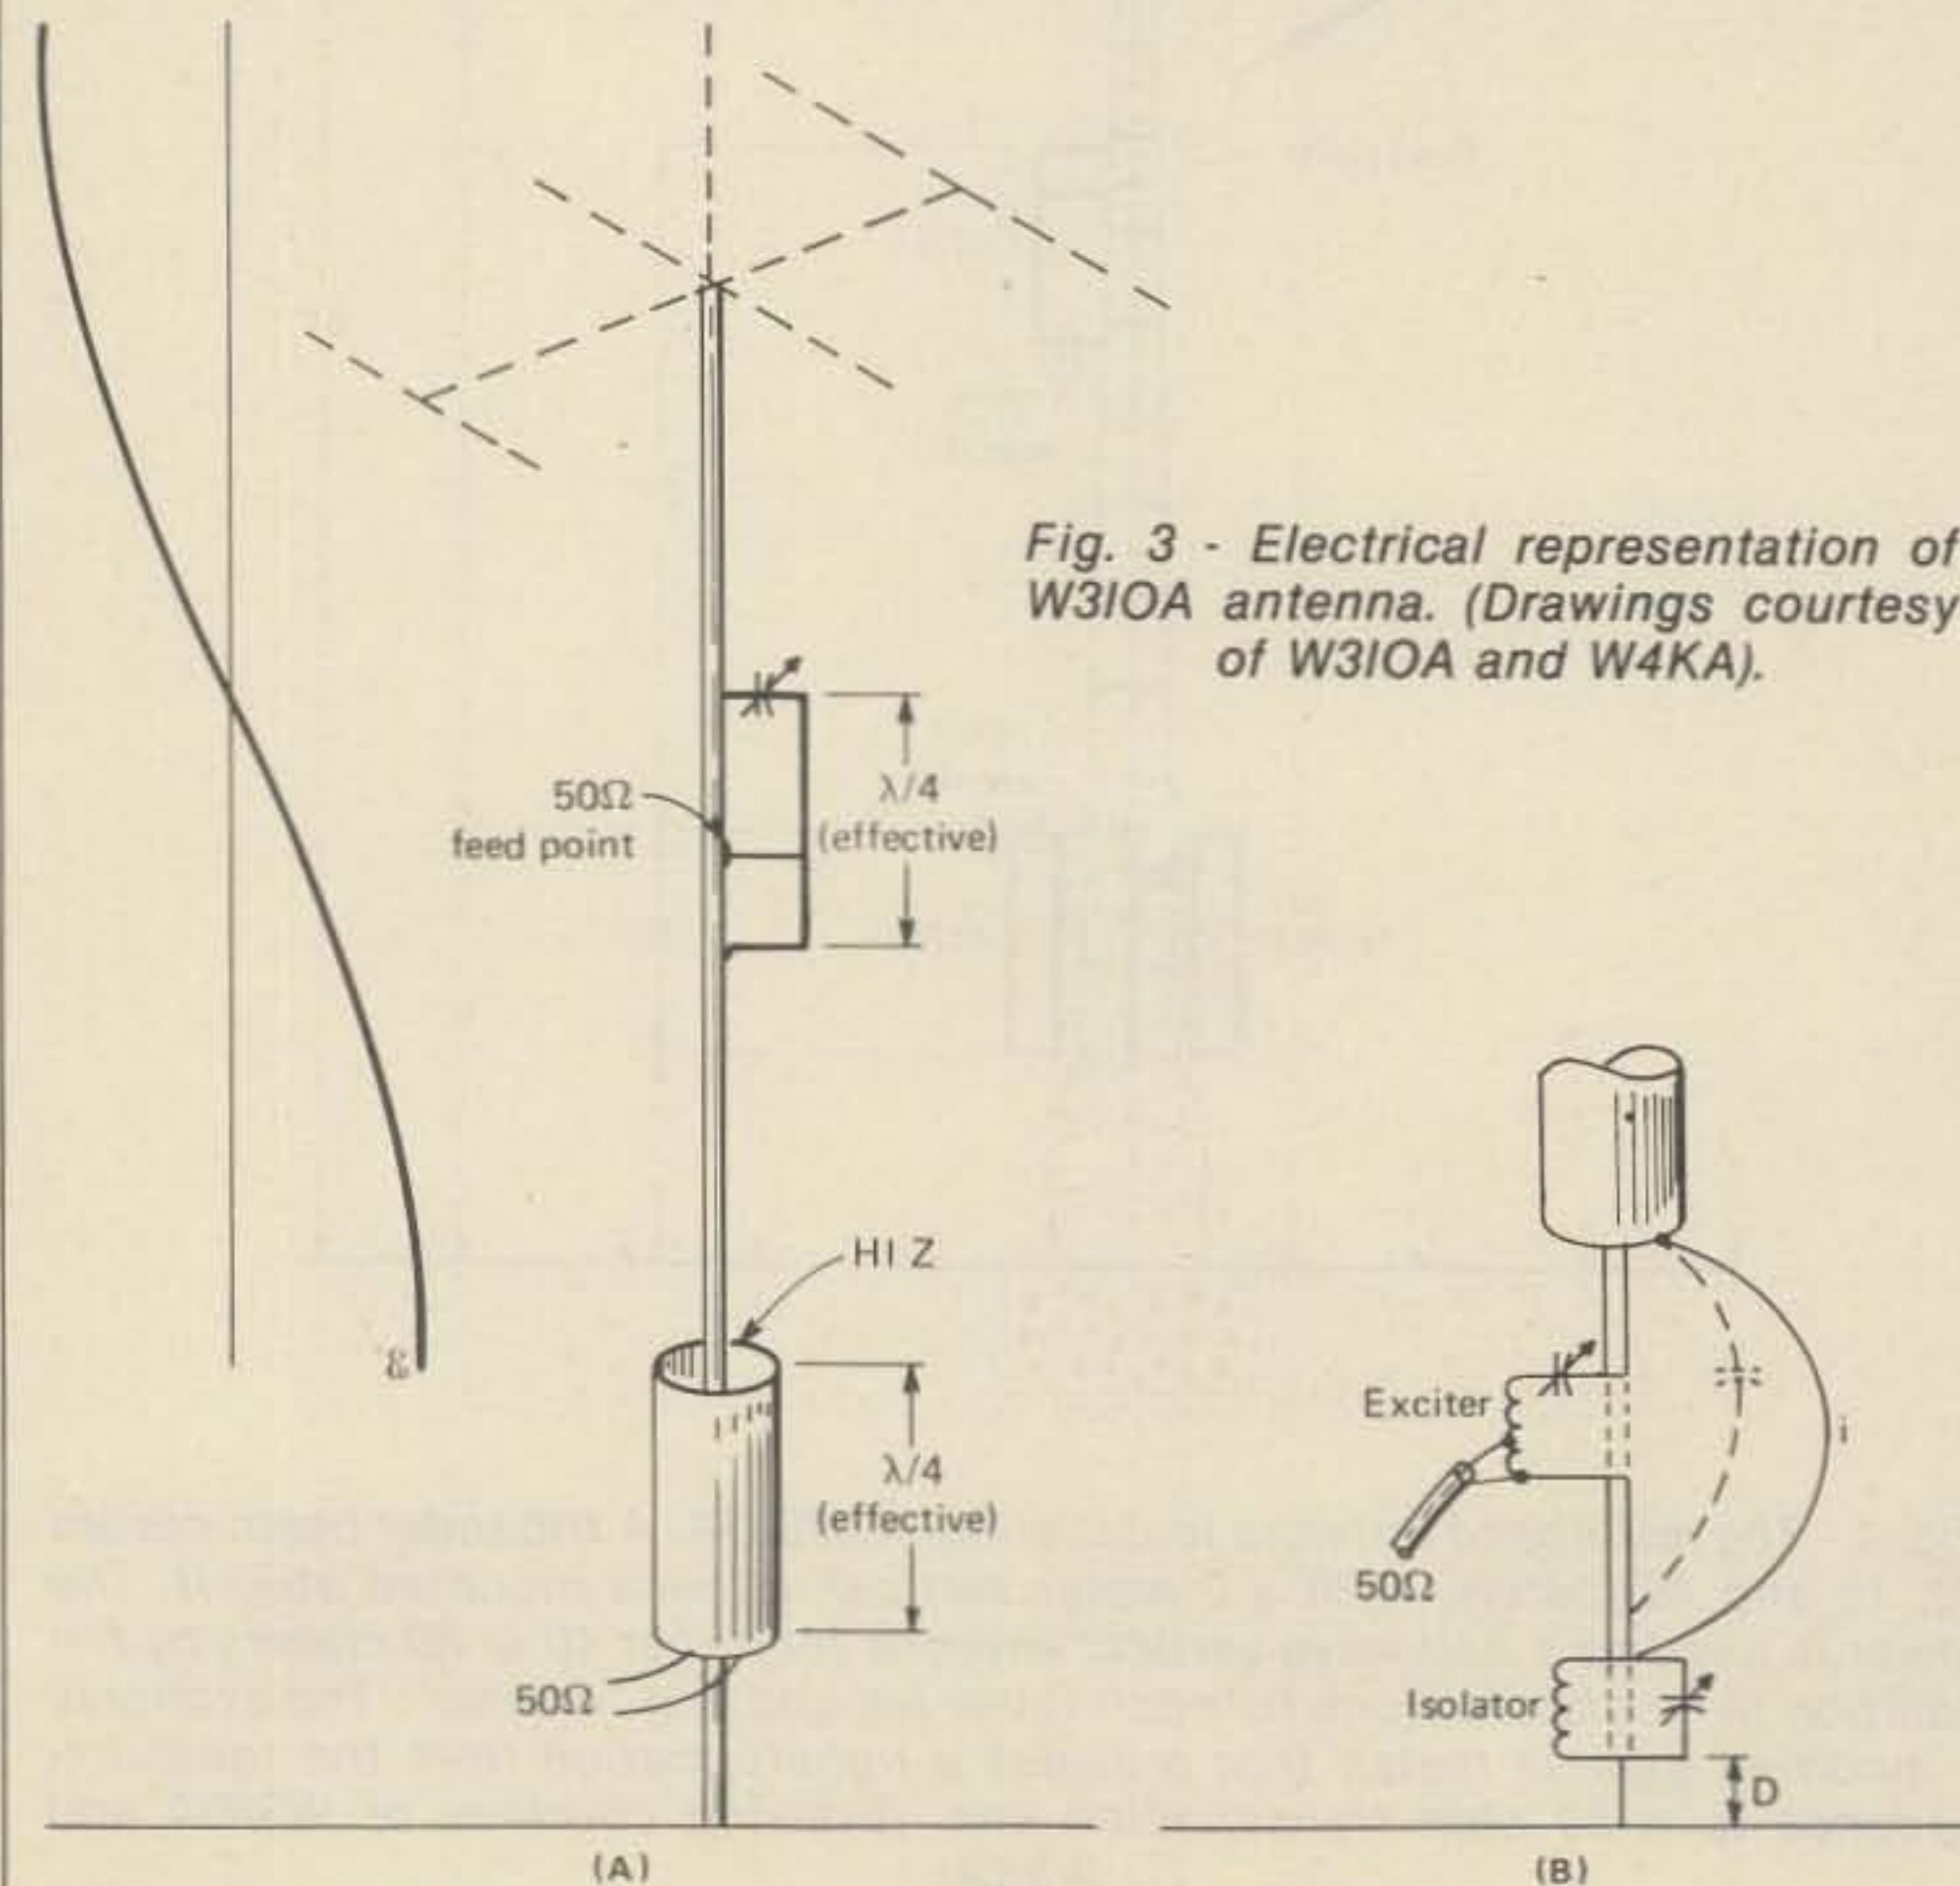 Fig. 3 - Electrical representation of
W3IOA antenna. (Drawings courtesy
of W3IOA and W4KA).
50Ω
feed point
λ/4
(effective)
HI Z
λ/4
(effective)
50Ω
(A)
Exciter
50Ω
i
Isolator
D
(B)